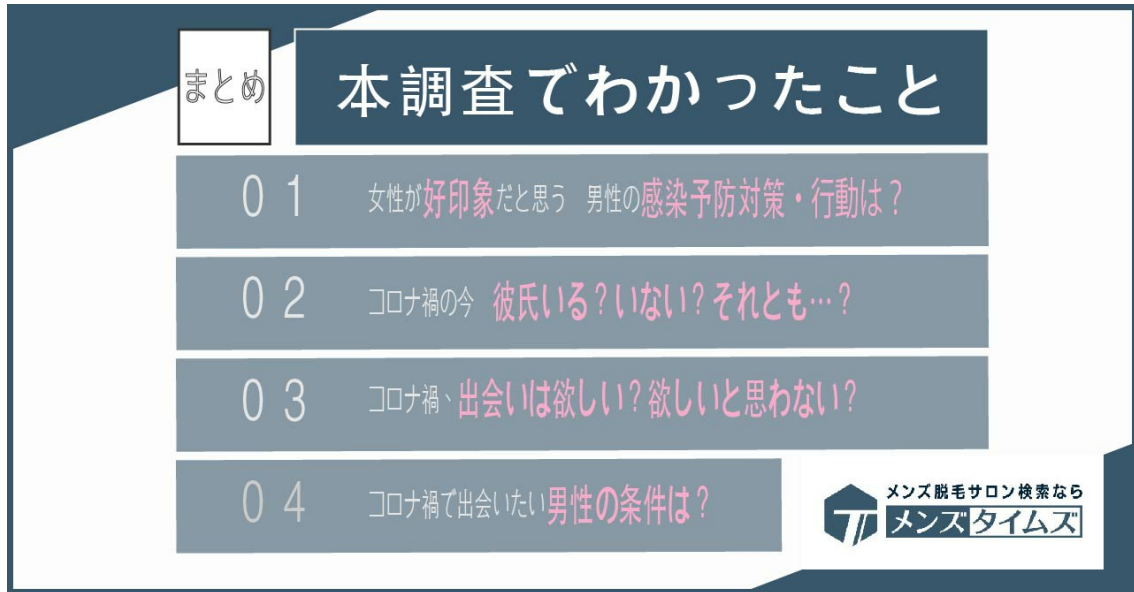 まとめ
本調査でわかったこと
01 女性が好印象だと思う 男性の感染予防対策・行動は？
02 コロナ禍の今 彼氏いる？いない？それとも…？
03 コロナ禍、出会いは欲しい？欲しいと思わない？
04 コロナ禍で出会いたい男性の条件は？
メンズ脱毛サロン検索なら
メンズタイムズ